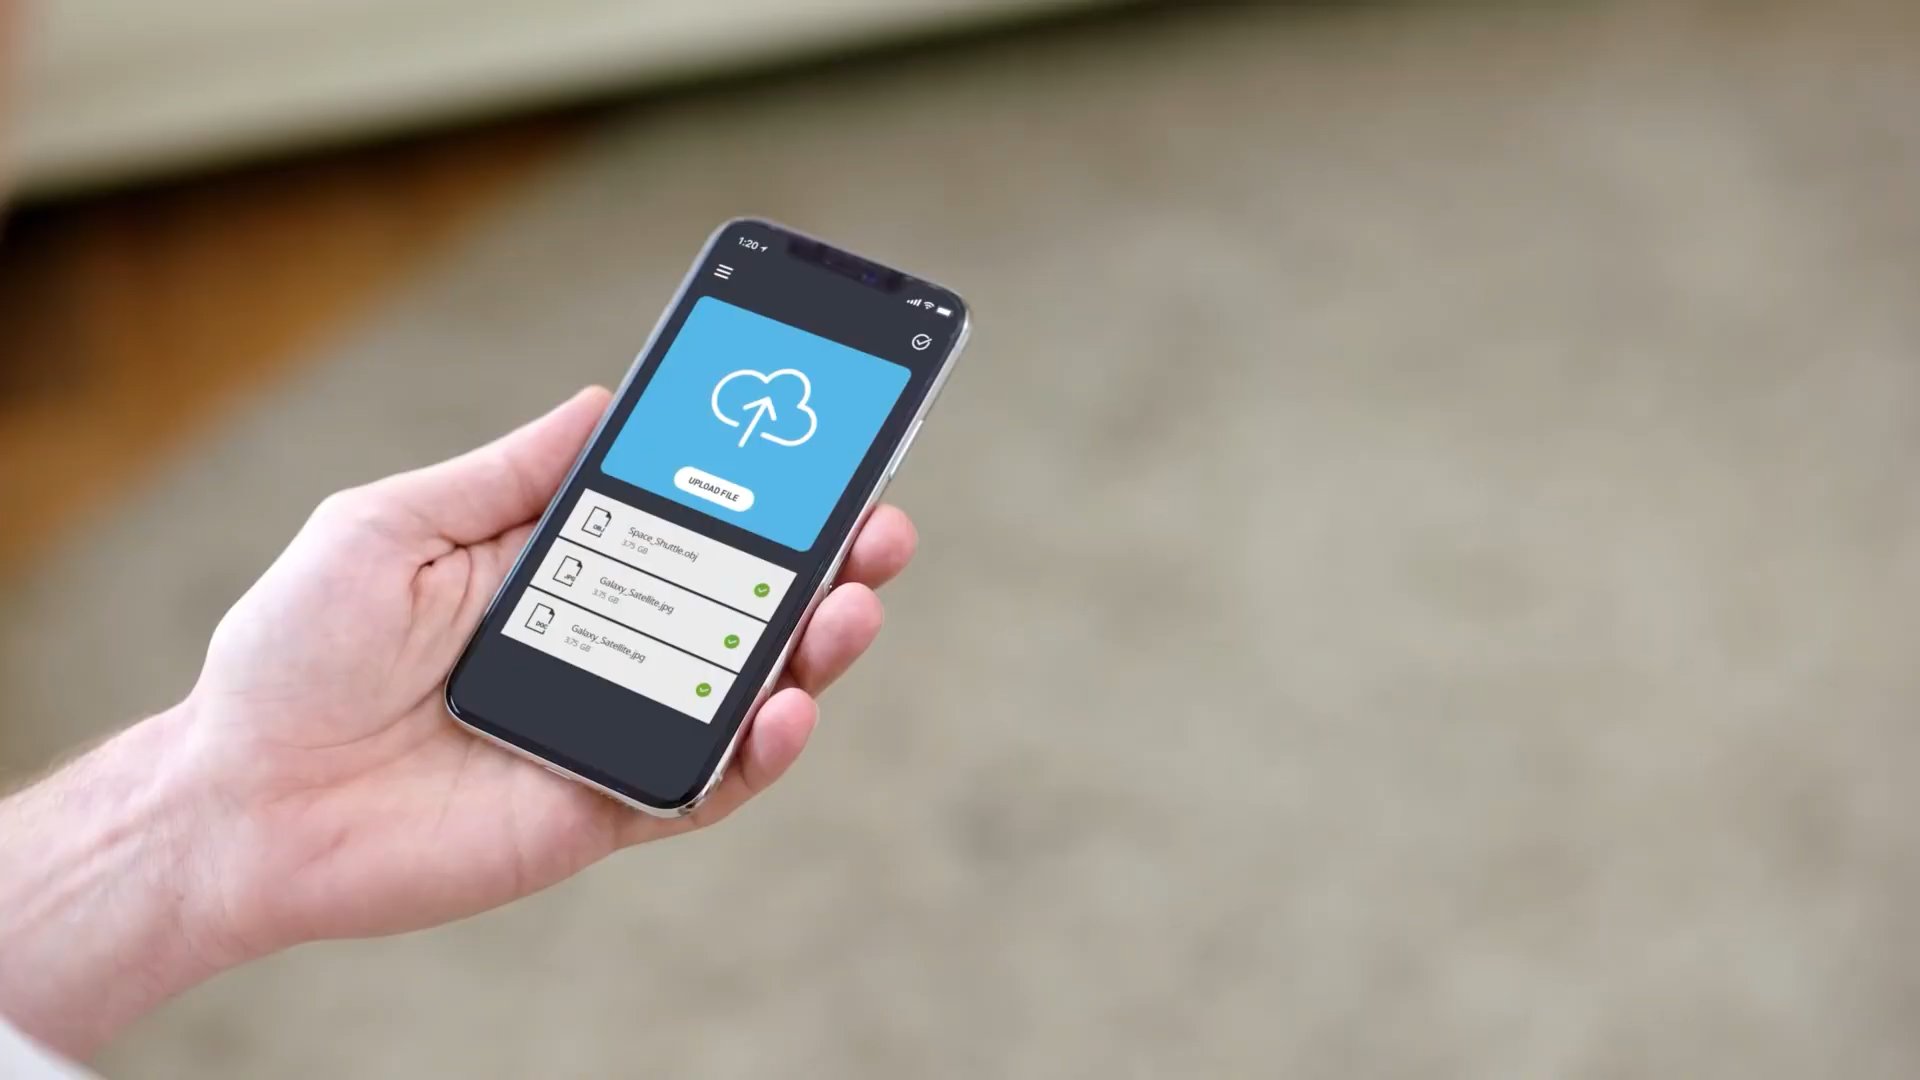 1:20
UPLOAD FILE
OBJ
Space_Shuttle.obj
3.75 GB
JPG
Galaxy_Satellite.jpg
3.75 GB
DOC
Galaxy_Satellite.jpg
3.75 GB